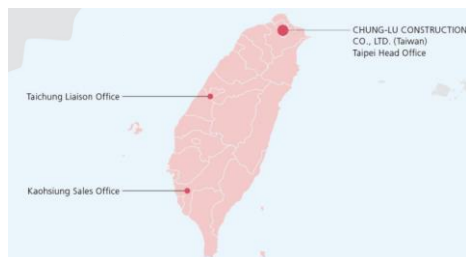 CHUNG-LU CONSTRUCTION
CO., LTD. (Taiwan)
Taipei Head Office
Taichung Liaison Office
Kaohsiung Sales Office